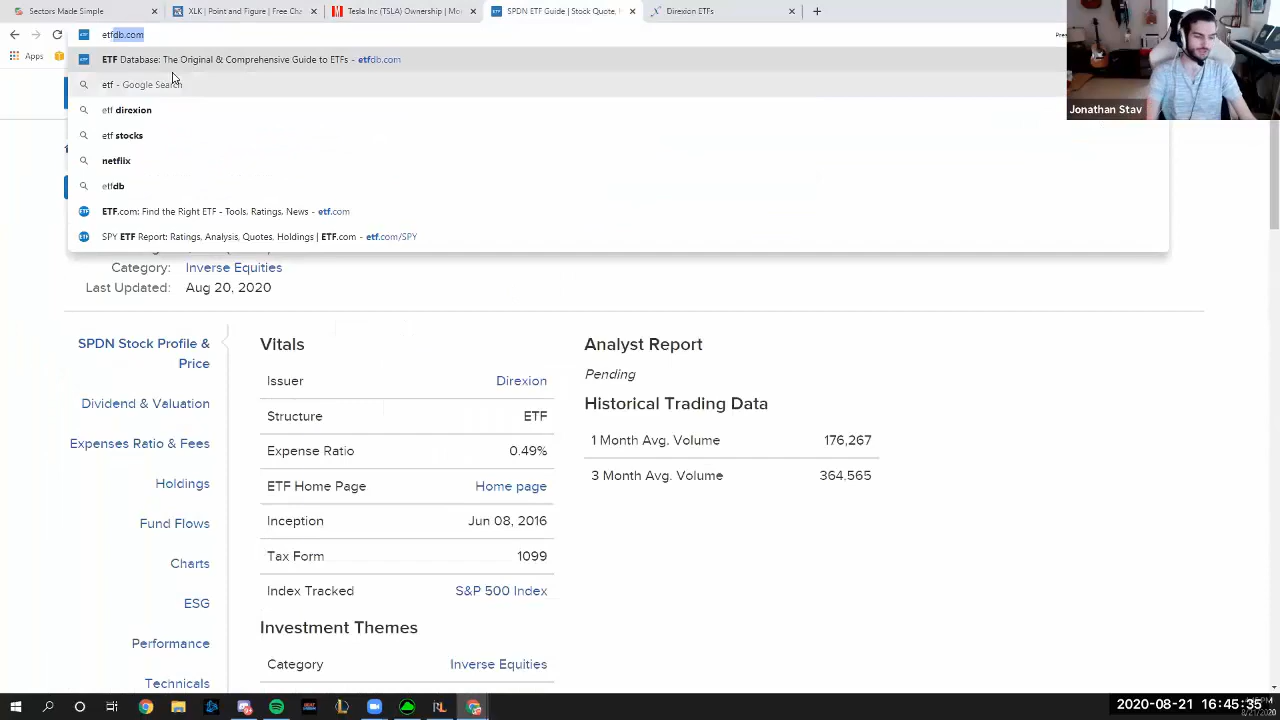 Sectors Made Simple
XLK | Point and Figure | Free Cha
Tesla Inc (TSLA) Ownership | Mo
SPDN ETF Guide | Stock Quote,
Direxion ETFs
etfdb.com
ETF Database: The Original & Comprehensive Guide to ETFs - etfdb.com
etf - Google Search
etf direxion
etf stocks
netflix
etfdb
ETF.com: Find the Right ETF - Tools, Ratings, News - etf.com
SPY ETF Report: Ratings, Analysis, Quotes, Holdings | ETF.com - etf.com/SPY
Apps
Jonathan Stav
Category: Inverse Equities
Last Updated: Aug 20, 2020
SPDN Stock Profile &
Price
Dividend & Valuation
Expenses Ratio & Fees
Holdings
Fund Flows
Charts
ESG
Performance
Technicals
Vitals
Issuer Direxion
Structure ETF
Expense Ratio 0.49%
ETF Home Page Home page
Inception Jun 08, 2016
Tax Form 1099
Index Tracked S&P 500 Index
Investment Themes
Category Inverse Equities
Analyst Report
Pending
Historical Trading Data
1 Month Avg. Volume 176,267
3 Month Avg. Volume 364,565
2020-08-21 16:45:35